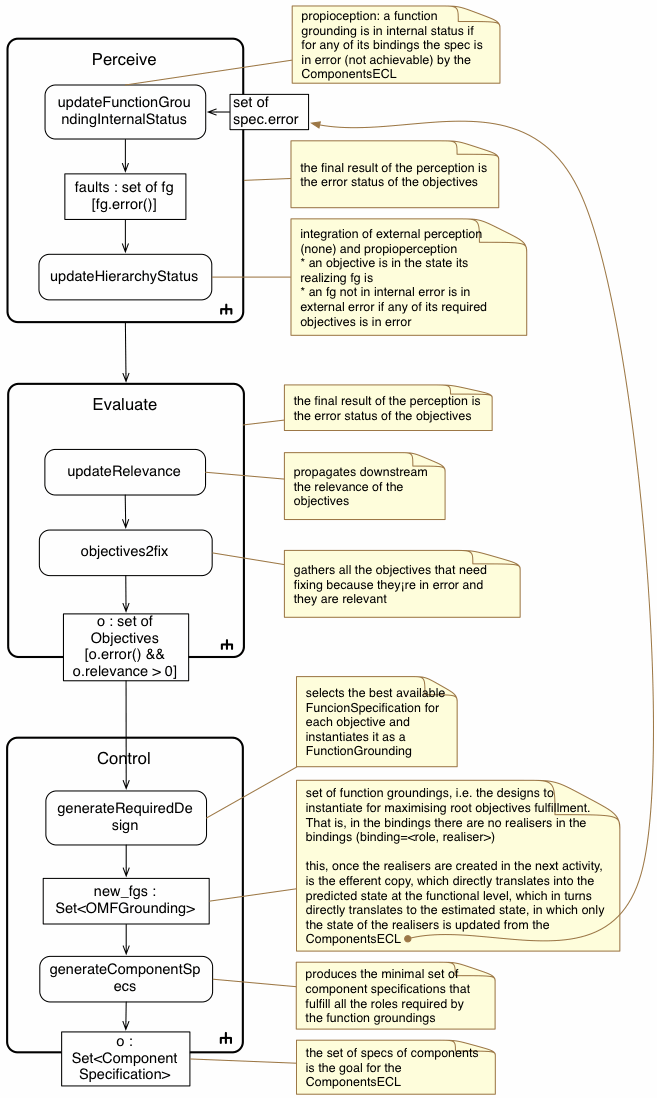 propioception: a function
grounding is in internal status if
for any of its bindings the spec is
in error (not achievable) by the
ComponentsECL
Perceive
updateFunctionGrou
ndingInternalStatus
set of
spec.error
the final result of the perception is
the error status of the objectives
faults : set of fg
[fg.error()]
integration of external perception
(none) and propioperception
* an objective is in the state its
realizing fg is
* an fg not in internal error is in
external error if any of its required
objectives is in error
updateHierarchyStatus
Evaluate
the final result of the perception is
the error status of the objectives
updateRelevance
propagates downstream
the relevance of the
objectives
objectives2fix
gathers all the objectives that need
fixing because they¡re in error and
they are relevant
o : set of
Objectives
[o.error() &&
o.relevance > 0]
selects the best available
FuncionSpecification for
each objective and
instantiates it as a
FunctionGrounding
Control
generateRequiredDe
sign
set of function groundings, i.e. the designs to
instantiate for maximising root objectives fulfillment.
That is, in the bindings there are no realisers in the
bindings (binding=<role, realiser>)
this, once the realisers are created in the next activity,
is the efferent copy, which directly translates into the
predicted state at the functional level, which in turns
directly translates to the estimated state, in which only
the state of the realisers is updated from the
ComponentsECL
new_fgs :
Set<OMFGrounding>
generateComponentSp
ecs
produces the minimal set of
component specifications that
fulfill all the roles required by
the function groundings
o :
Set<Component
Specification>
the set of specs of components
is the goal for the
ComponentsECL